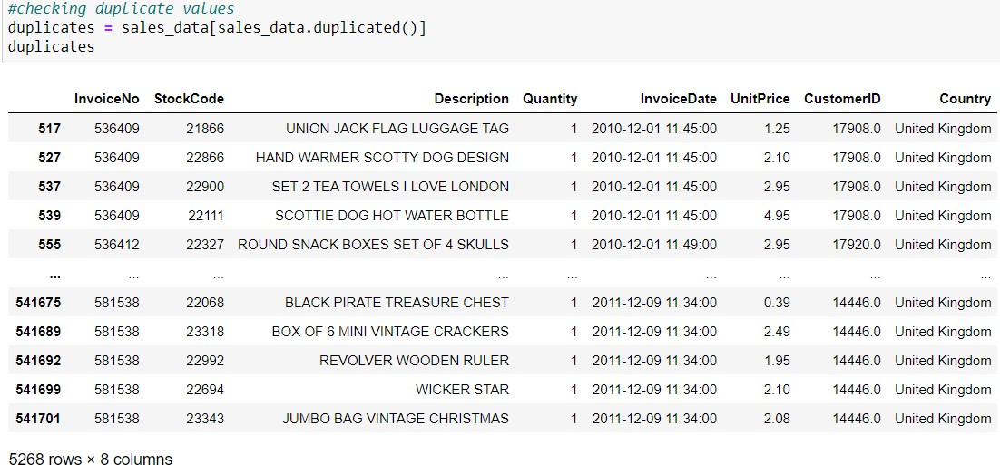 #checking duplicate values
duplicates = sales_data[sales_data.duplicated()]
duplicates
InvoiceNo StockCode Description Quantity InvoiceDate UnitPrice CustomerID Country
517 536409 21866 UNION JACK FLAG LUGGAGE TAG 1 2010-12-01 11:45:00 1.25 17908.0 United Kingdom
527 536409 22866 HAND WARMER SCOTTY DOG DESIGN 1 2010-12-01 11:45:00 2.10 17908.0 United Kingdom
537 536409 22900 SET 2 TEA TOWELS I LOVE LONDON 1 2010-12-01 11:45:00 2.95 17908.0 United Kingdom
539 536409 22111 SCOTTIE DOG HOT WATER BOTTLE 1 2010-12-01 11:45:00 4.95 17908.0 United Kingdom
555 536412 22327 ROUND SNACK BOXES SET OF 4 SKULLS 1 2010-12-01 11:49:00 2.95 17920.0 United Kingdom
... ... ... ... ... ... ... ... ...
541675 581538 22068 BLACK PIRATE TREASURE CHEST 1 2011-12-09 11:34:00 0.39 14446.0 United Kingdom
541689 581538 23318 BOX OF 6 MINI VINTAGE CRACKERS 1 2011-12-09 11:34:00 2.49 14446.0 United Kingdom
541692 581538 22992 REVOLVER WOODEN RULER 1 2011-12-09 11:34:00 1.95 14446.0 United Kingdom
541699 581538 22694 WICKER STAR 1 2011-12-09 11:34:00 2.10 14446.0 United Kingdom
541701 581538 23343 JUMBO BAG VINTAGE CHRISTMAS 1 2011-12-09 11:34:00 2.08 14446.0 United Kingdom
5268 rows × 8 columns